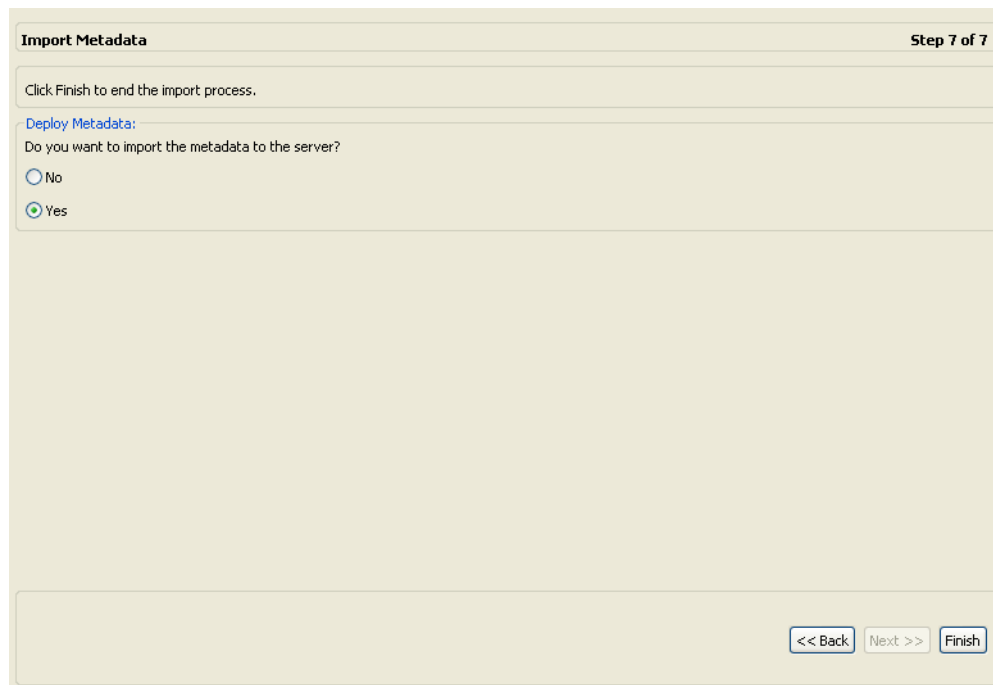 Import Metadata Step 7 of 7
Click Finish to end the import process.
Deploy Metadata:
Do you want to import the metadata to the server?
No
Yes
<< Back Next >> Finish